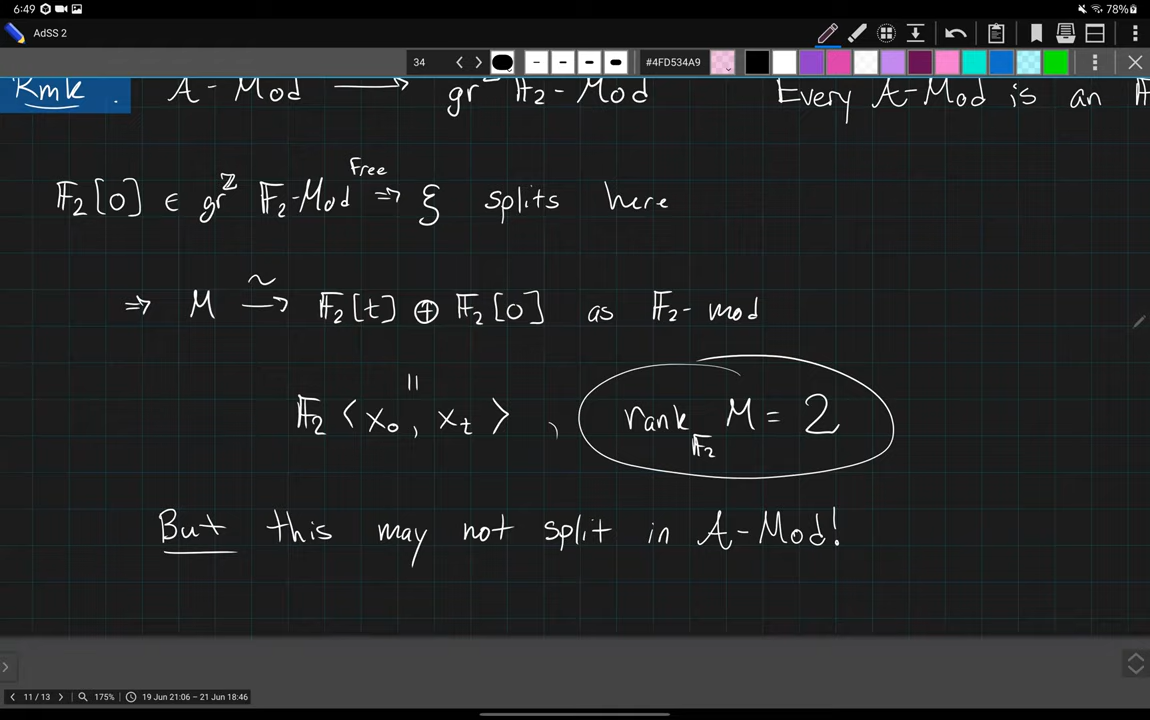 6:49 78%
AdSS 2
34 #4FD534A9
Rmk. A-Mod → gr^ℤ 𝔽₂-Mod Every A-Mod is an
𝔽₂[0] ∈ gr^ℤ 𝔽₂-Mod^Free ⇒ ξ splits here
⇒ M ⥲ 𝔽₂[t] ⊕ 𝔽₂[0] as 𝔽₂-mod
||
𝔽₂⟨x₀, x_t⟩, rank_𝔽₂ M = 2
But this may not split in A-Mod!
11 / 13 175% 19 Jun 21:06 – 21 Jun 18:46